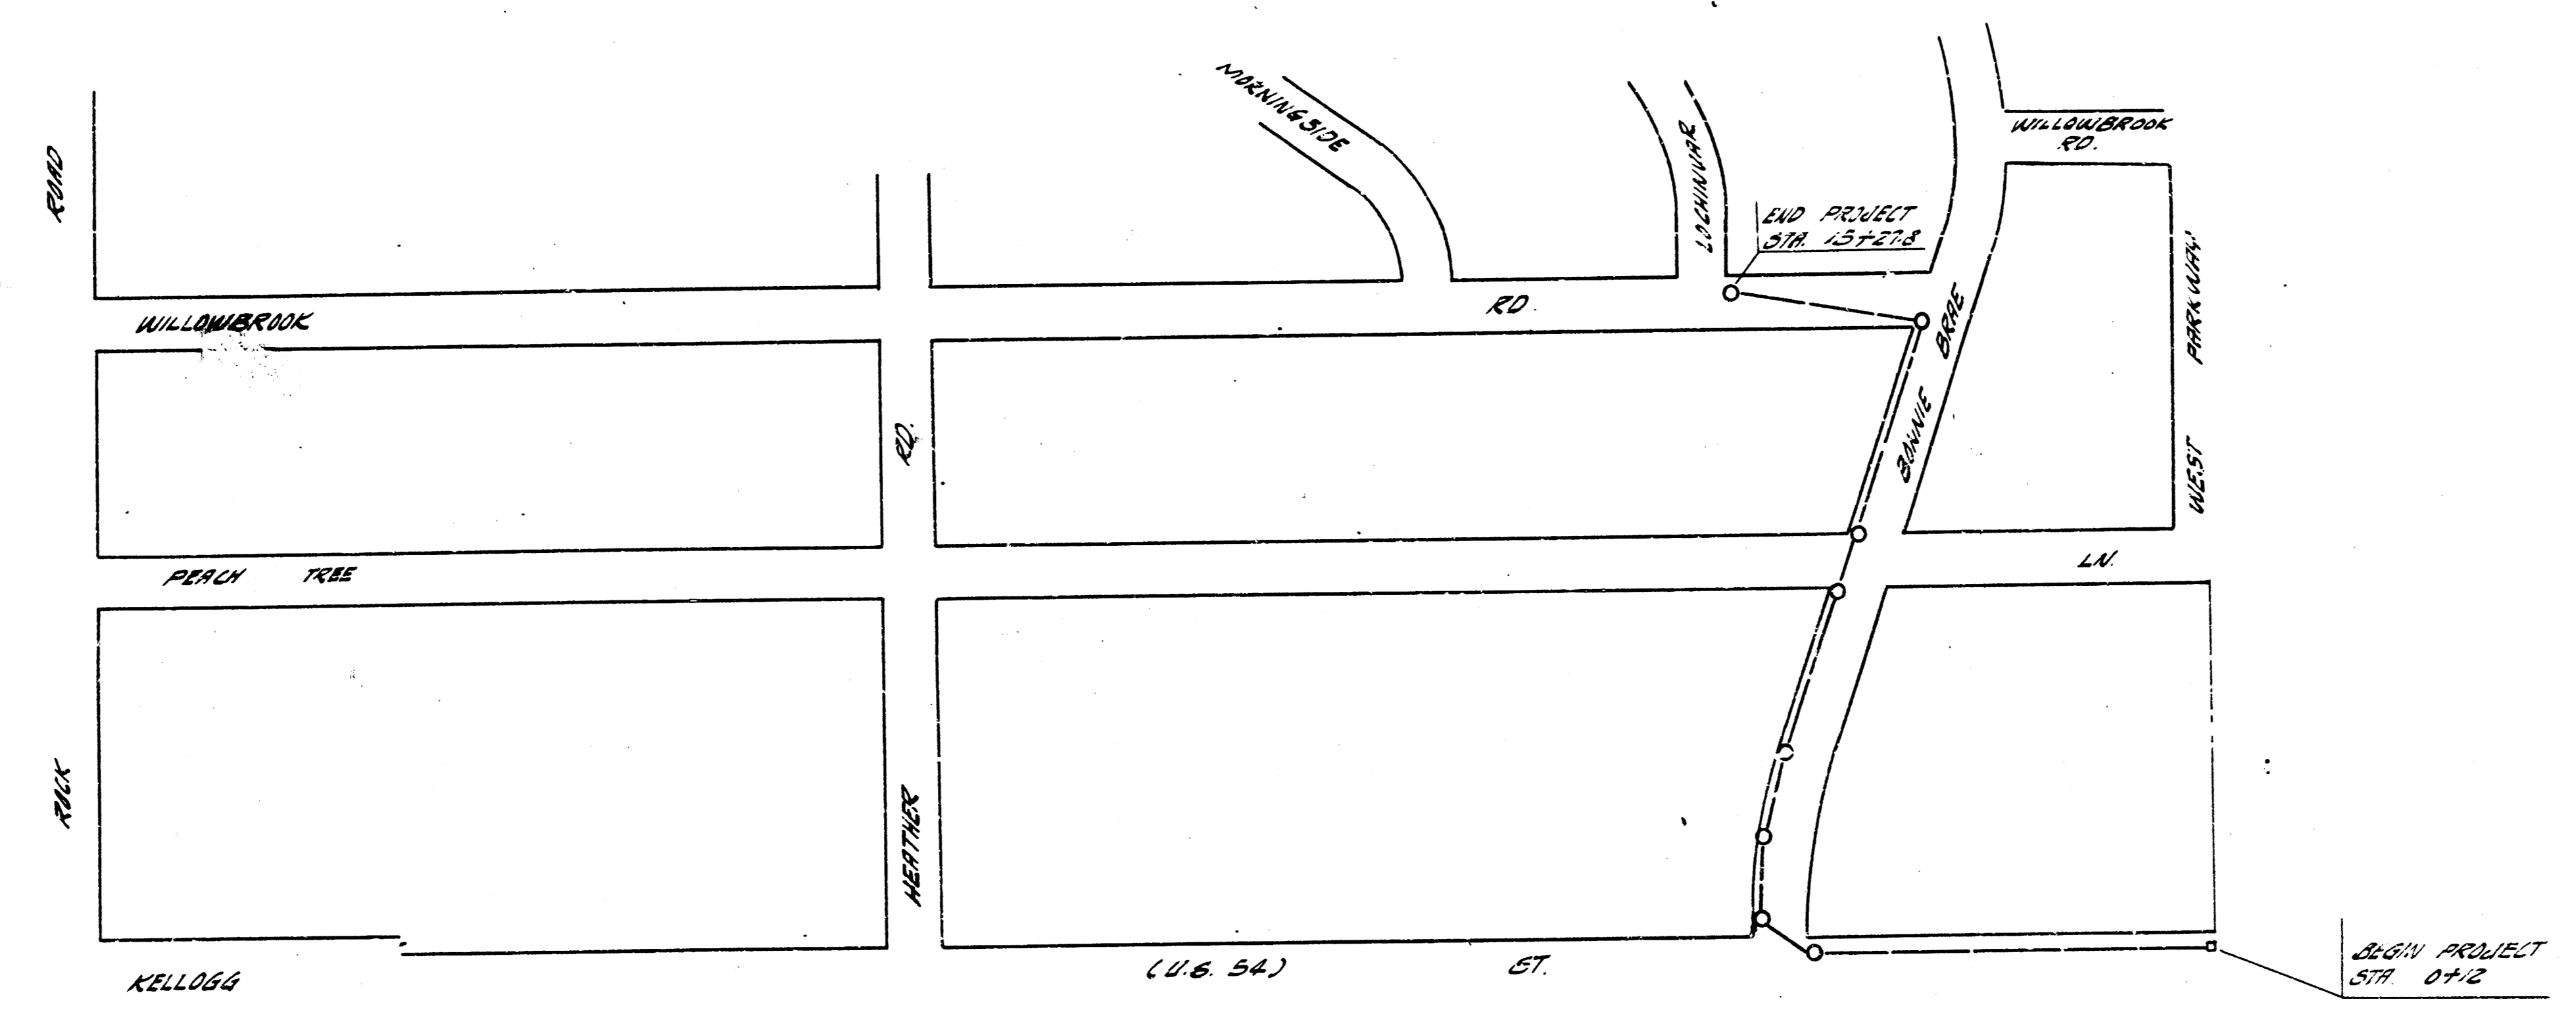 MORNINGSIDE
LOCHINVAR
WILLOWBROOK
RD.
ROAD
END PROJECT
STA. 15+27.8
WILLOWBROOK
RD.
BONNIE BRAE
WEST PARKWAY
RD.
PEACH TREE
LN.
ROCK
HEATHER
KELLOGG
(U.S. 54)
ST.
BEGIN PROJECT
STA 0+12